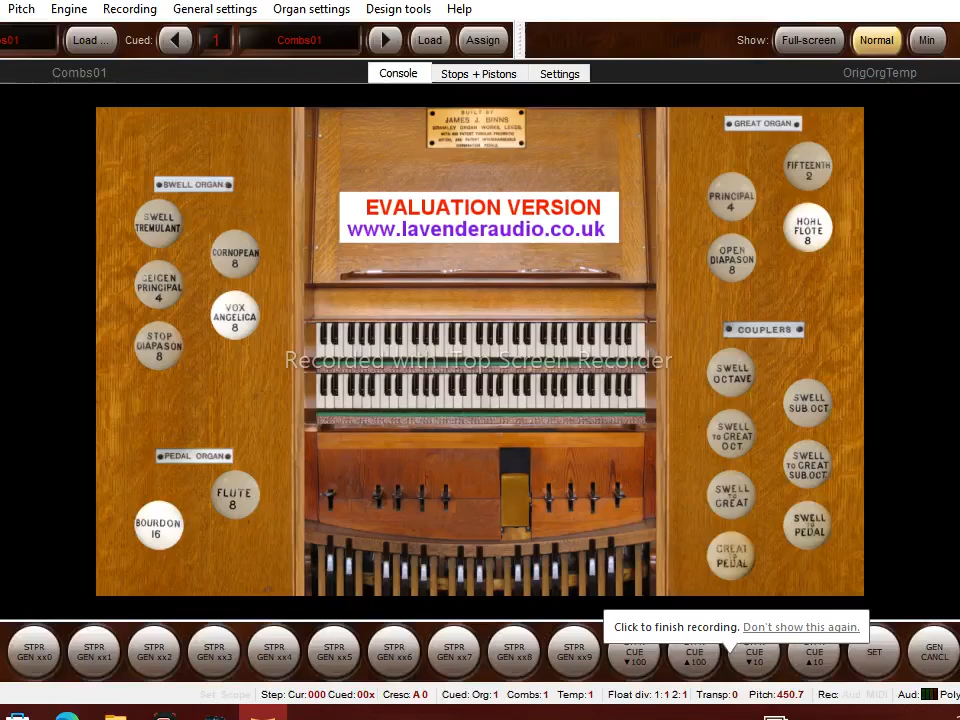 Pitch Engine Recording General settings Organ settings Design tools Help
s01 Load ... Cued: 1 Combs01 Load Assign Show: Full-screen Normal Min
Combs01 Console Stops + Pistons Settings OrigOrgTemp
BUILT BY
JAMES J. BINNS
BRAMLEY ORGAN WORKS, LEEDS
EVALUATION VERSION
www.lavenderaudio.co.uk
SWELL ORGAN
SWELL
TREMULANT
CORNOPEAN
8
GEIGEN
PRINCIPAL
4
VOX
ANGELICA
8
STOP
DIAPASON
8
PEDAL ORGAN
FLUTE
8
BOURDON
16
GREAT ORGAN
FIFTEENTH
2
PRINCIPAL
4
HOHL
FLOTE
8
OPEN
DIAPASON
8
COUPLERS
SWELL
OCTAVE
SWELL
SUB.OCT
SWELL
TO GREAT
OCT
SWELL
TO GREAT
SUB.OCT
SWELL
TO
GREAT
SWELL
TO
PEDAL
GREAT
TO
PEDAL
Recorded with iTop Screen Recorder
Click to finish recording. Don't show this again.
STPR
GEN xx0
STPR
GEN xx1
STPR
GEN xx2
STPR
GEN xx3
STPR
GEN xx4
STPR
GEN xx5
STPR
GEN xx6
STPR
GEN xx7
STPR
GEN xx8
STPR
GEN xx9
CUE
▼100
CUE
▲100
CUE
▼10
CUE
▲10
SET
GEN
CANCL
Set Scope Step: Cur:000 Cued:00x Cresc: A 0 Cued: Org:1 Combs:1 Temp:1 Float div: 1:1 2:1 Transp:0 Pitch:450.7 Rec: Aud MIDI Aud: Poly